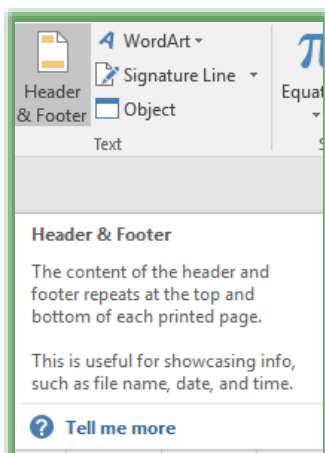 WordArt
Signature Line
Object
Header
& Footer
Text
π
Header & Footer
The content of the header and
footer repeats at the top and
bottom of each printed page.
This is useful for showcasing info,
such as file name, date, and time.
? Tell me more